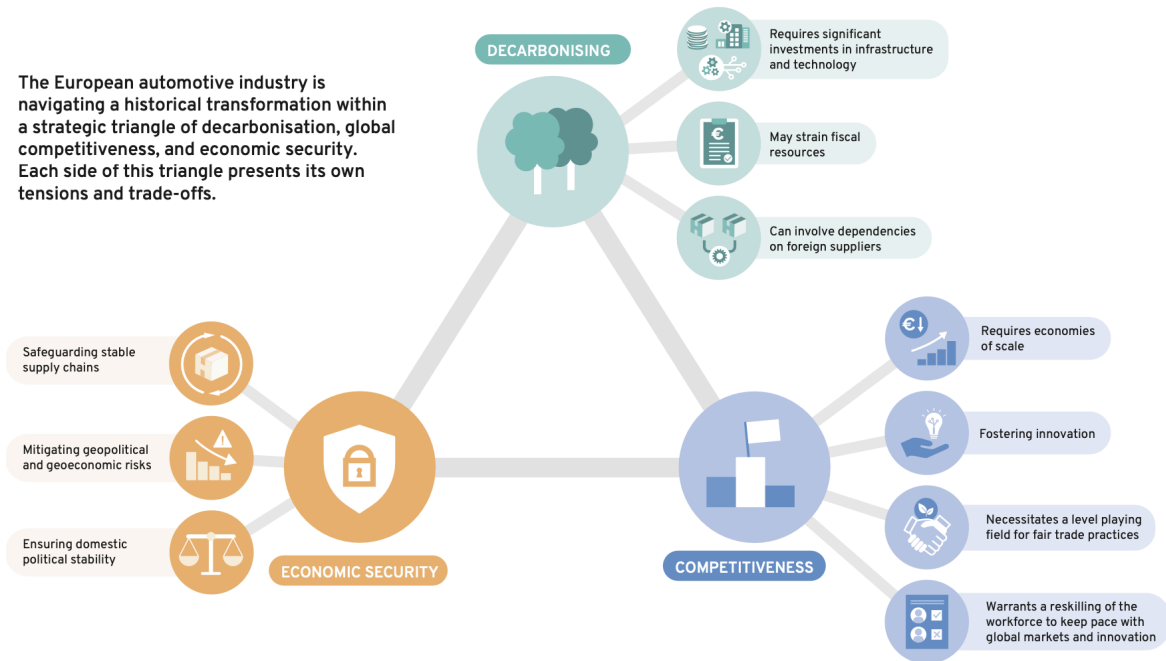 The European automotive industry is
navigating a historical transformation within
a strategic triangle of decarbonisation, global
competitiveness, and economic security.
Each side of this triangle presents its own
tensions and trade-offs.
DECARBONISING
Requires significant
investments in infrastructure
and technology
€
May strain fiscal
resources
Can involve dependencies
on foreign suppliers
Safeguarding stable
supply chains
!
Mitigating geopolitical
and geoeconomic risks
Ensuring domestic
political stability
ECONOMIC SECURITY
COMPETITIVENESS
€↓
Requires economies
of scale
Fostering innovation
Necessitates a level playing
field for fair trade practices
Warrants a reskilling of the
workforce to keep pace with
global markets and innovation